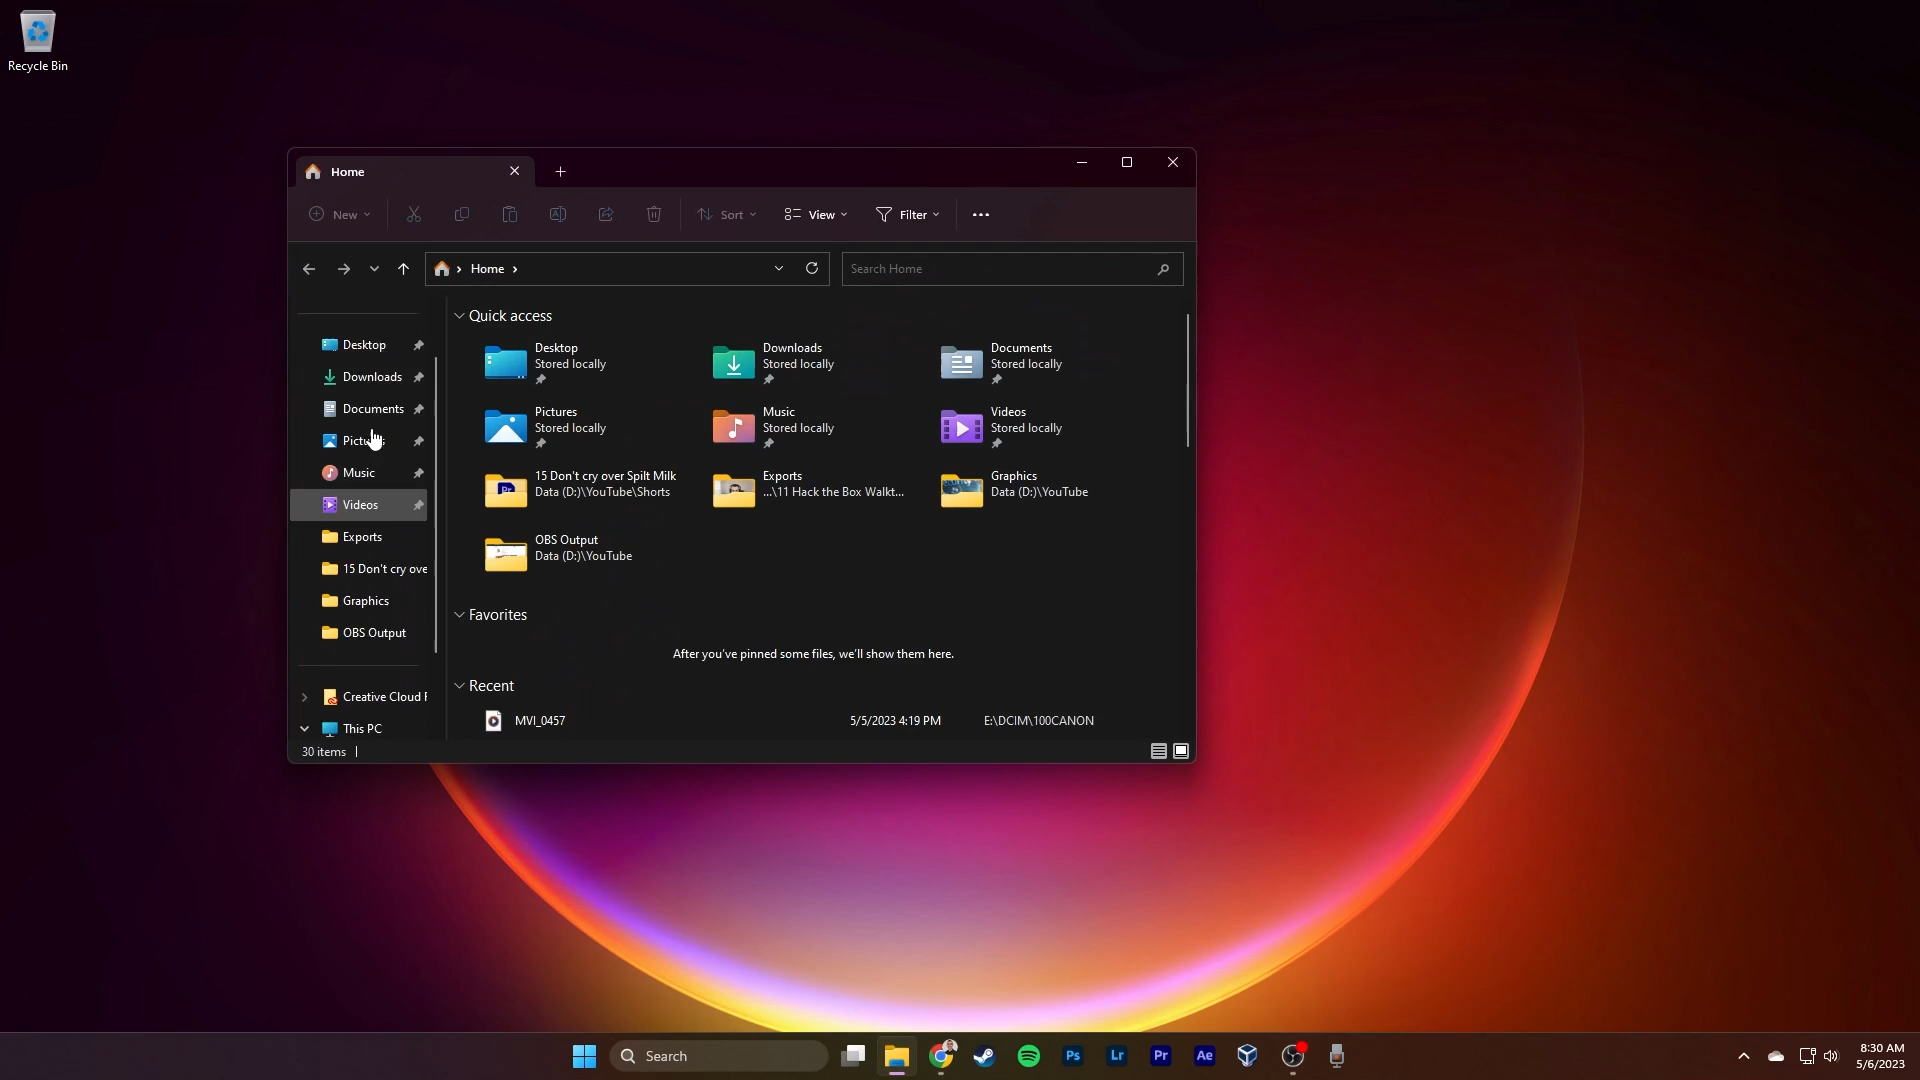 Recycle Bin
Home
New
Sort
View
Filter
Home
Search Home
Desktop
Downloads
Documents
Music
Videos
Exports
15 Don't cry ove
Graphics
OBS Output
Creative Cloud F
This PC
Quick access
Desktop
Stored locally
Downloads
Stored locally
Documents
Stored locally
Pictures
Stored locally
Music
Stored locally
Videos
Stored locally
15 Don't cry over Spilt Milk
Data (D:)\YouTube\Shorts
Exports
...\11 Hack the Box Walkt...
Graphics
Data (D:)\YouTube
OBS Output
Data (D:)\YouTube
Favorites
After you've pinned some files, we'll show them here.
Recent
MVI_0457 5/5/2023 4:19 PM E:\DCIM\100CANON
30 items
Search
Ps
Lr
Pr
Ae
8:30 AM
5/6/2023